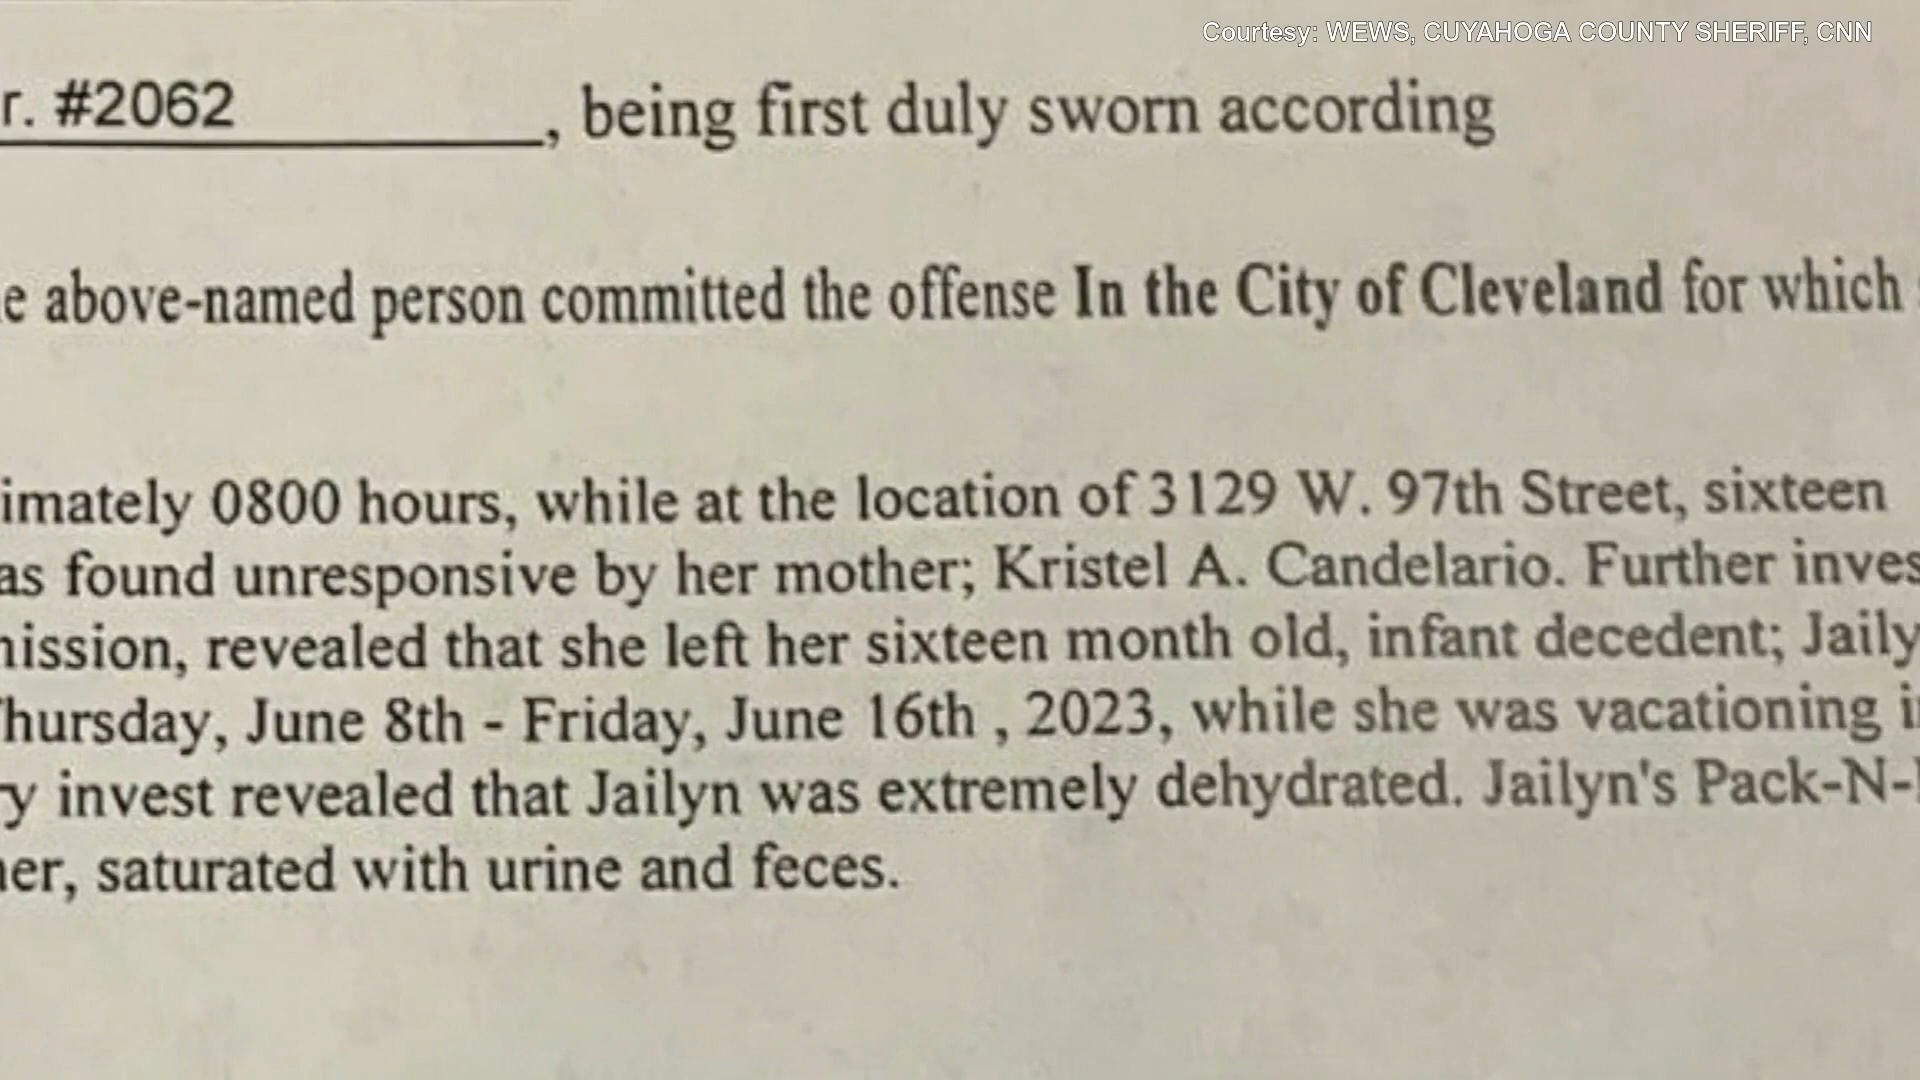 Courtesy: WEWS, CUYAHOGA COUNTY SHERIFF, CNN
r. #2062 , being first duly sworn according
e above-named person committed the offense In the City of Cleveland for which
imately 0800 hours, while at the location of 3129 W. 97th Street, sixteen
as found unresponsive by her mother; Kristel A. Candelario. Further inves
ission, revealed that she left her sixteen month old, infant decedent; Jaily
hursday, June 8th - Friday, June 16th , 2023, while she was vacationing i
y invest revealed that Jailyn was extremely dehydrated. Jailyn's Pack-N-
er, saturated with urine and feces.